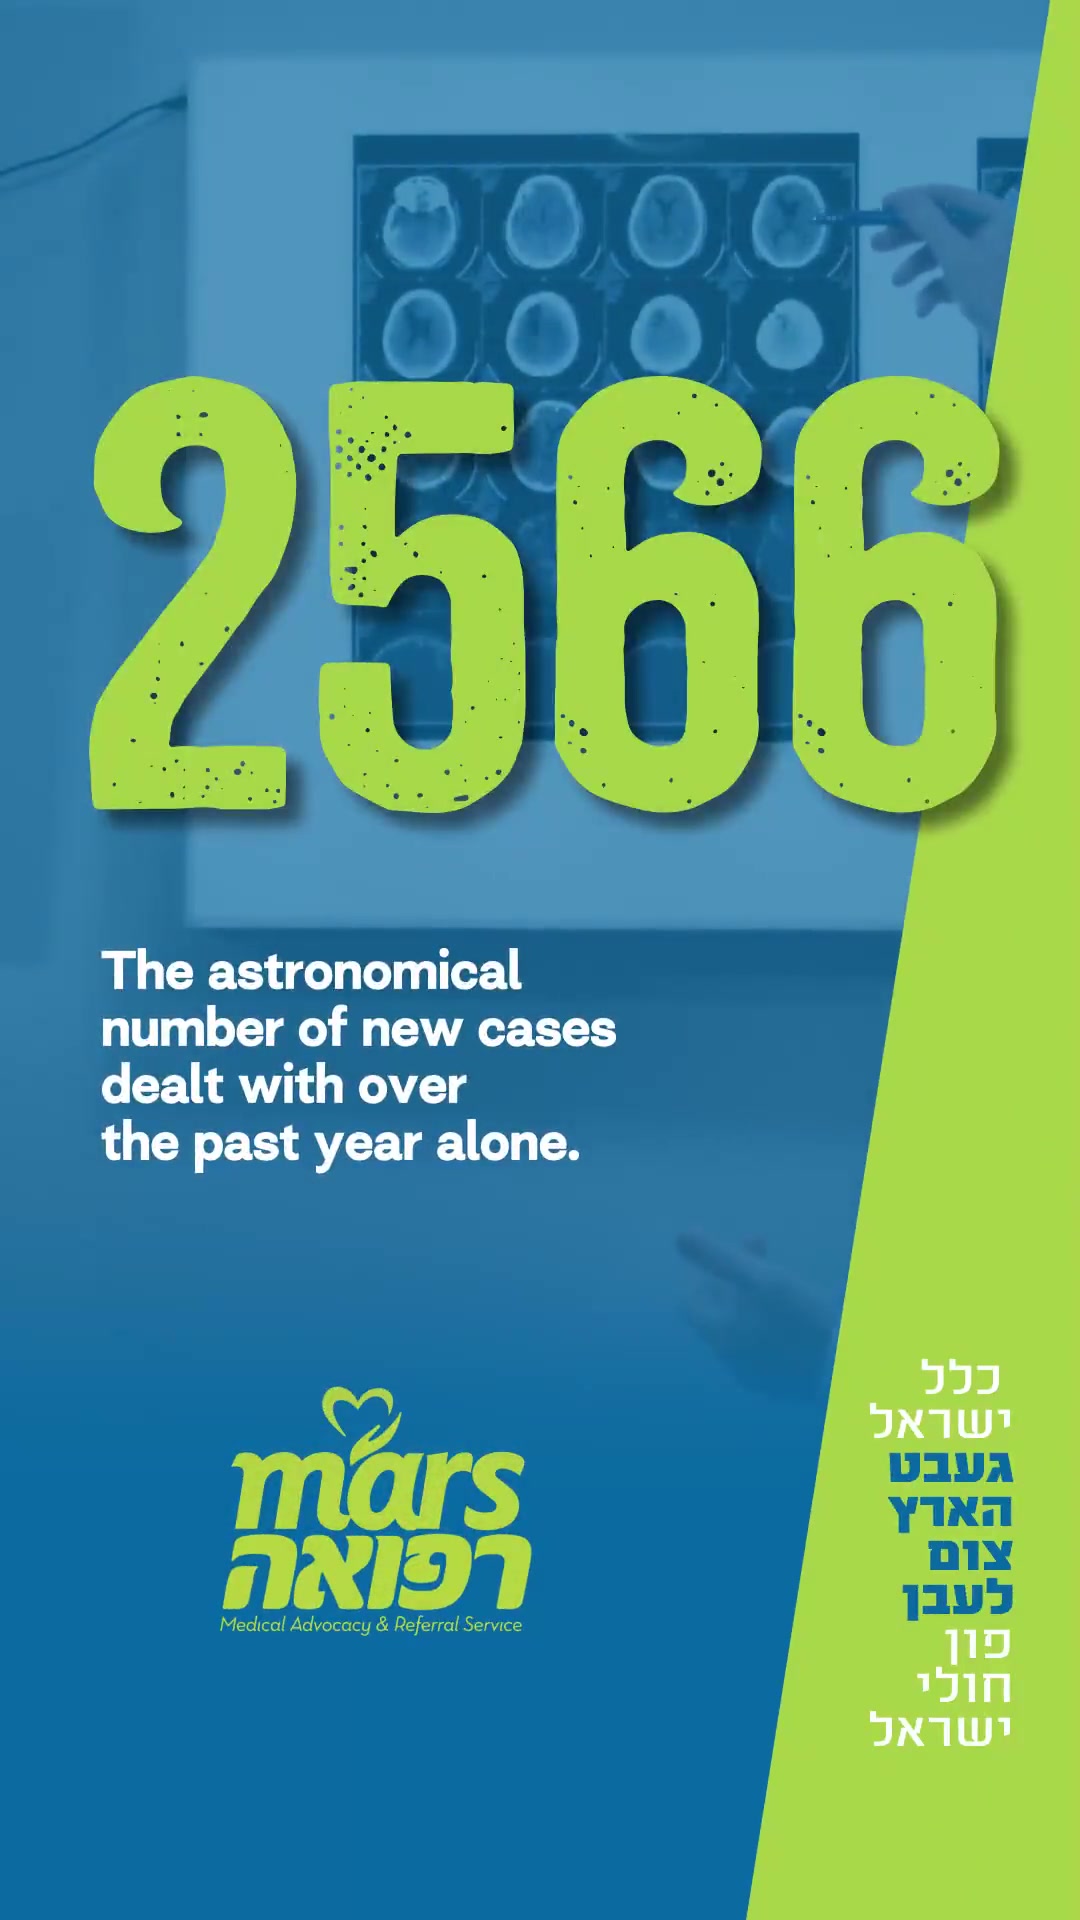 2566
The astronomical
number of new cases
dealt with over
the past year alone.
mars
רפואה
Medical Advocacy & Referral Service
כלל
ישראל
געבט
הארץ
צום
לעבן
פון
חולי
ישראל